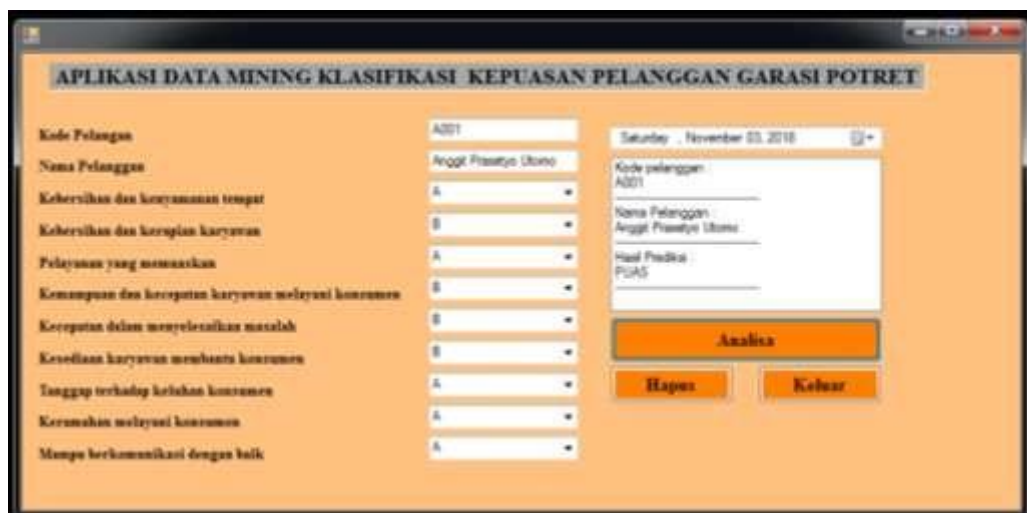 APLIKASI DATA MINING KLASIFIKASI KEPUASAN PELANGGAN GARASI POTRET
Kode Pelangan
A001
Nama Pelanggan
Anggit Prasetyo Utomo
Kebersihan dan kenyamanan tempat
A
Kebersihan dan kerapian karyawan
B
Pelayanan yang memuaskan
A
Kemampuan dan kecepatan karyawan melayani konsumen
B
Kecepatan dalam menyelesaikan masalah
B
Kesediaan karyawan membantu konsumen
B
Tanggap terhadap keluhan konsumen
A
Keramahan melayani konsumen
A
Mampu berkomunikasi dengan baik
A
Saturday , November 03, 2018
Kode pelanggan :
A001
Nama Pelanggan :
Anggit Prasetyo Utomo
Hasil Prediksi :
PUAS
Analisa
Hapus
Keluar